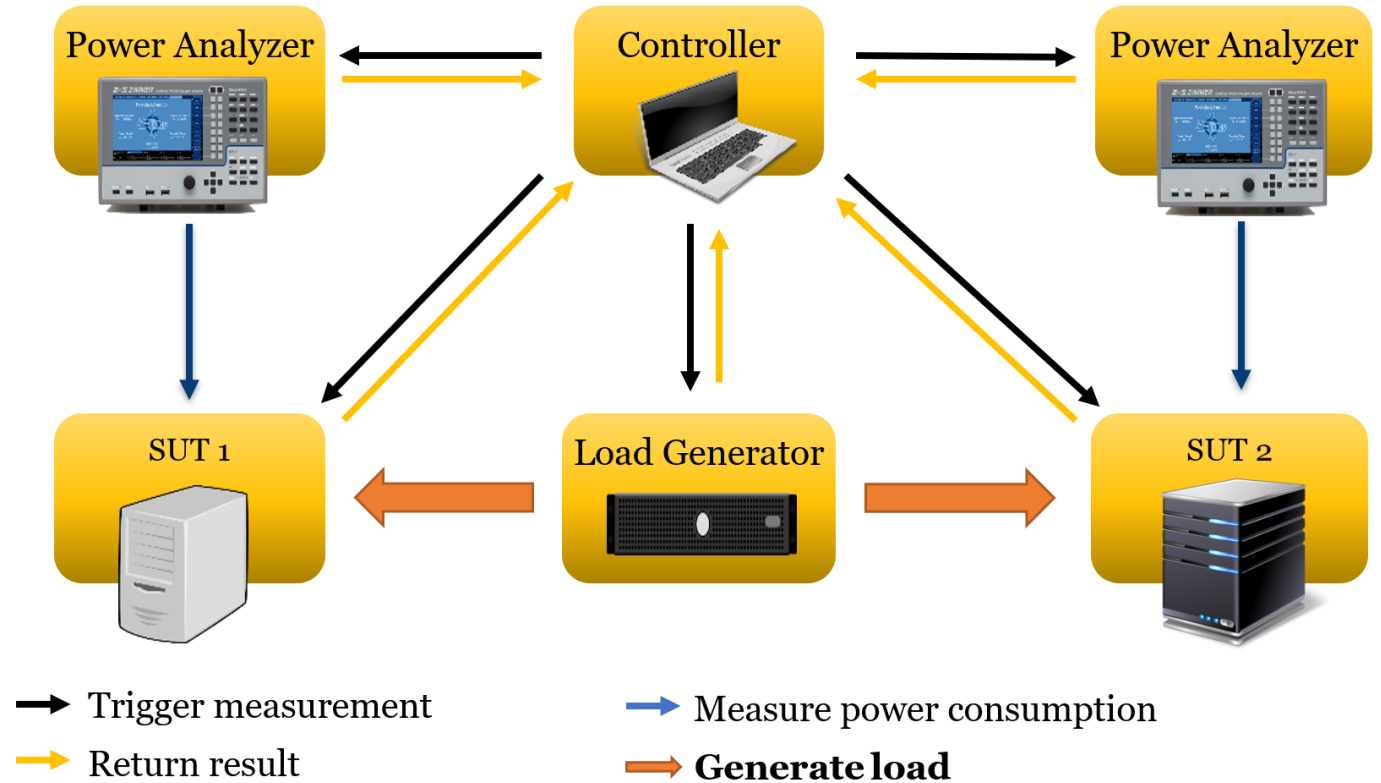 Power Analyzer
Controller
Power Analyzer
SUT 1
Load Generator
SUT 2
Trigger measurement
Measure power consumption
Return result
Generate load